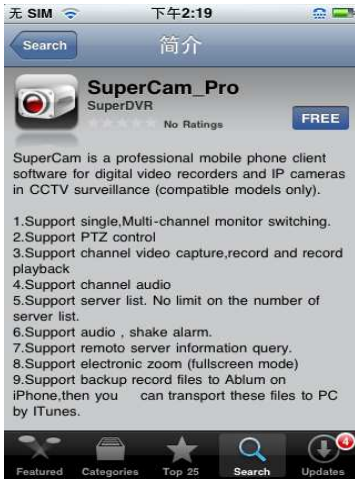 无 SIM 下午2:19
Search 简介
SuperCam_Pro
SuperDVR
No Ratings FREE
SuperCam is a professional mobile phone client
software for digital video recorders and IP cameras
in CCTV surveillance (compatible models only).
1.Support single,Multi-channel monitor switching.
2.Support PTZ control
3.Support channel video capture,record and record
playback
4.Support channel audio
5.Support server list. No limit on the number of
server list.
6.Support audio , shake alarm.
7.Support remoto server information query.
8.Support electronic zoom (fullscreen mode)
9.Support backup record files to Ablum on
iPhone,then you can transport these files to PC
by ITunes.
4
Featured Categories Top 25 Search Updates